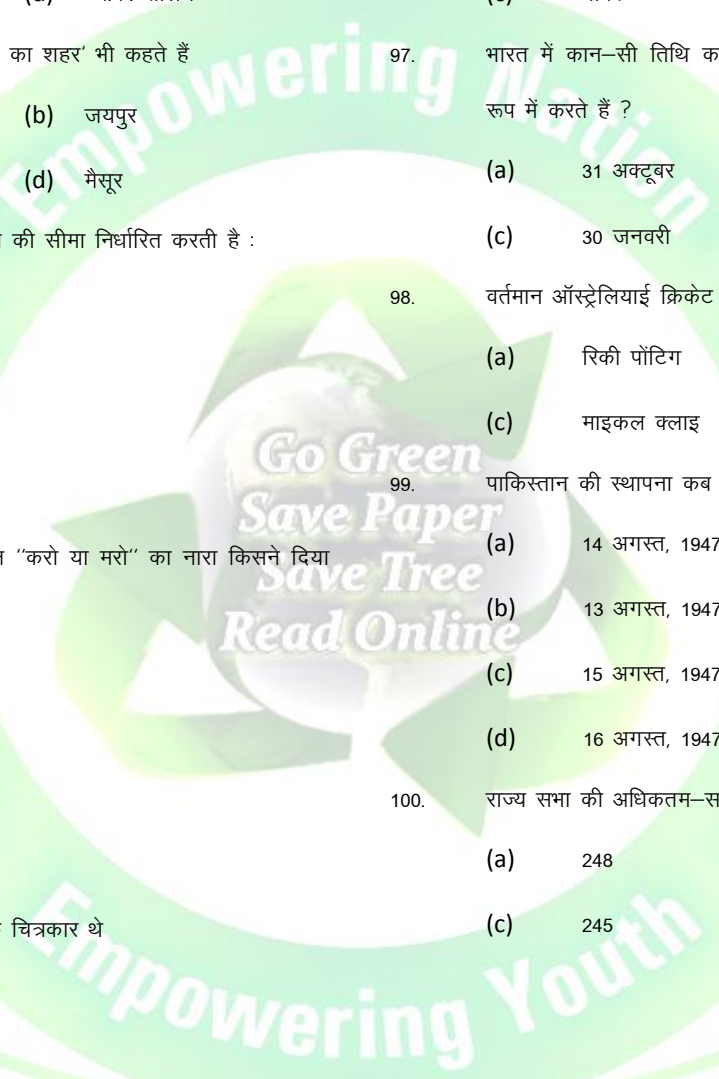 का शहर' भी कहते हैं
(b) जयपुर
(d) मैसूर
की सीमा निर्धारित करती है :
"करो या मरो" का नारा किसने दिया
चित्रकार थे
97. भारत में कान–सी तिथि
रूप में करते हैं ?
(a) 31 अक्टूबर
(c) 30 जनवरी
98. वर्तमान ऑस्ट्रेलियाई क्रिकेट
(a) रिकी पोंटिग
(c) माइकल क्लाइ
99. पाकिस्तान की स्थापना कब
(a) 14 अगस्त, 1947
(b) 13 अगस्त, 1947
(c) 15 अगस्त, 1947
(d) 16 अगस्त, 1947
100. राज्य सभा की अधिकतम–स
(a) 248
(c) 245
Empowering Nation
Go Green
Save Paper
Save Tree
Read Online
Empowering Youth